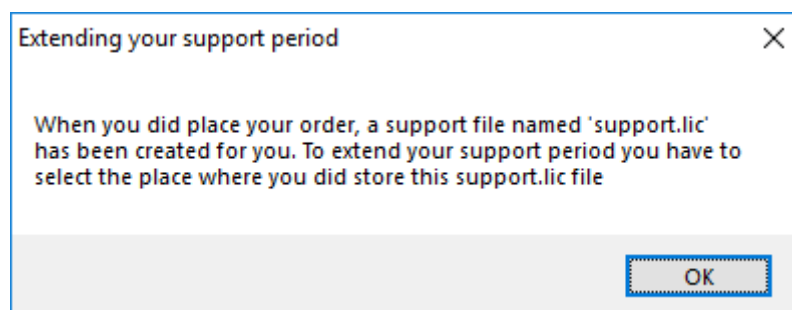 Extending your support period
When you did place your order, a support file named 'support.lic'
has been created for you. To extend your support period you have to
select the place where you did store this support.lic file
OK